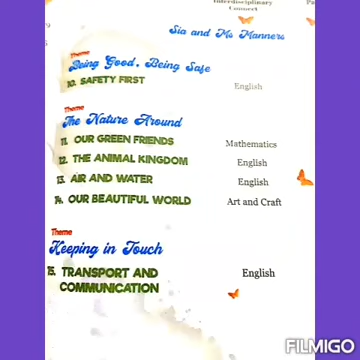 Interdisciplinary
Connect
Sia and Ms Manners
Theme
Being Good, Being Safe
10. SAFETY FIRST English
Theme
The Nature Around
11. OUR GREEN FRIENDS Mathematics
12. THE ANIMAL KINGDOM English
13. AIR AND WATER English
14. OUR BEAUTIFUL WORLD Art and Craft
Theme
Keeping in Touch
15. TRANSPORT AND English
COMMUNICATION
FILMIGO